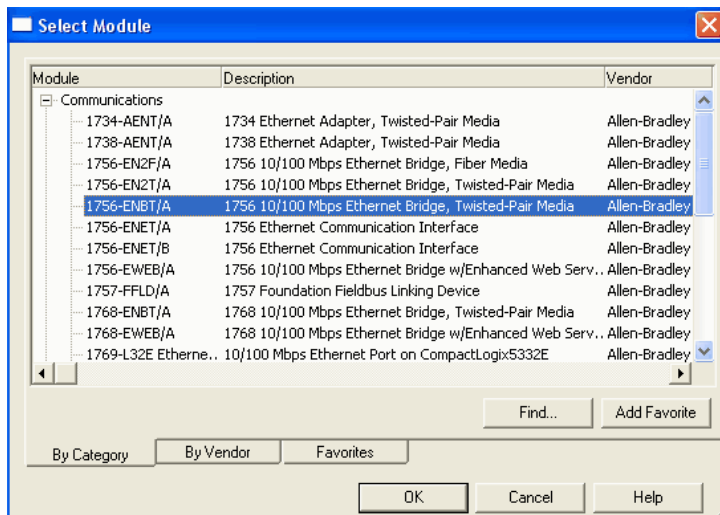 Select Module
Module Description Vendor
Communications
1734-AENT/A 1734 Ethernet Adapter, Twisted-Pair Media Allen-Bradley
1738-AENT/A 1738 Ethernet Adapter, Twisted-Pair Media Allen-Bradley
1756-EN2F/A 1756 10/100 Mbps Ethernet Bridge, Fiber Media Allen-Bradley
1756-EN2T/A 1756 10/100 Mbps Ethernet Bridge, Twisted-Pair Media Allen-Bradley
1756-ENBT/A 1756 10/100 Mbps Ethernet Bridge, Twisted-Pair Media Allen-Bradley
1756-ENET/A 1756 Ethernet Communication Interface Allen-Bradley
1756-ENET/B 1756 Ethernet Communication Interface Allen-Bradley
1756-EWEB/A 1756 10/100 Mbps Ethernet Bridge w/Enhanced Web Serv.. Allen-Bradley
1757-FFLD/A 1757 Foundation Fieldbus Linking Device Allen-Bradley
1768-ENBT/A 1768 10/100 Mbps Ethernet Bridge, Twisted-Pair Media Allen-Bradley
1768-EWEB/A 1768 10/100 Mbps Ethernet Bridge w/Enhanced Web Serv.. Allen-Bradley
1769-L32E Etherne.. 10/100 Mbps Ethernet Port on CompactLogix5332E Allen-Bradley
Find... Add Favorite
By Category By Vendor Favorites
OK Cancel Help